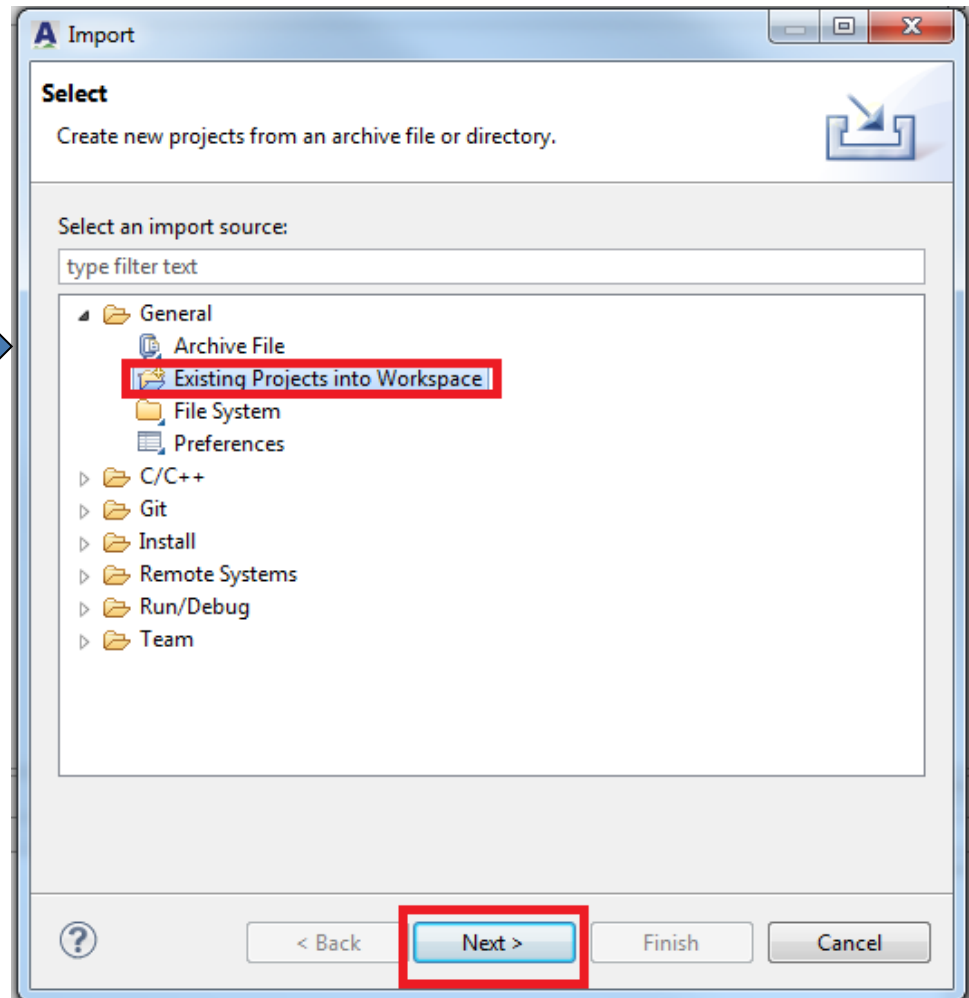 Import
Select
Create new projects from an archive file or directory.
Select an import source:
type filter text
General
Archive File
Existing Projects into Workspace
File System
Preferences
C/C++
Git
Install
Remote Systems
Run/Debug
Team
< Back Next > Finish Cancel